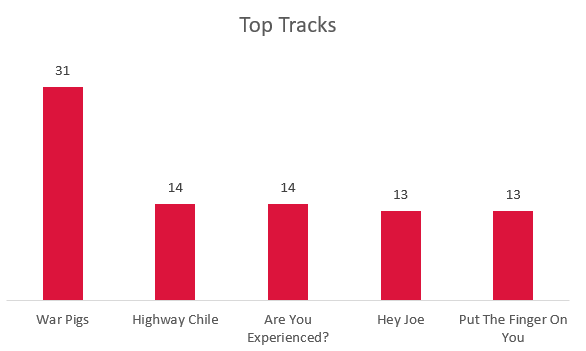 Top Tracks
31
14
14
13
13
War Pigs
Highway Chile
Are You
Experienced?
Hey Joe
Put The Finger On
You